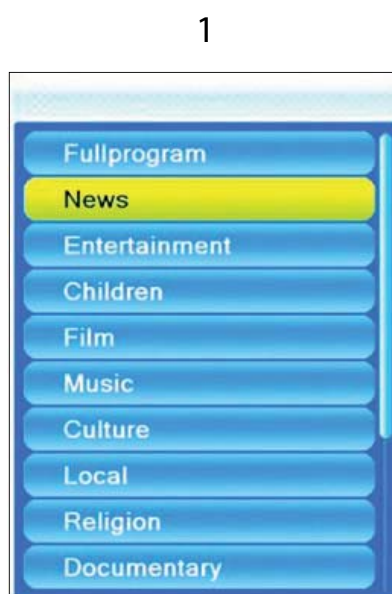 1
Fullprogram
News
Entertainment
Children
Film
Music
Culture
Local
Religion
Documentary